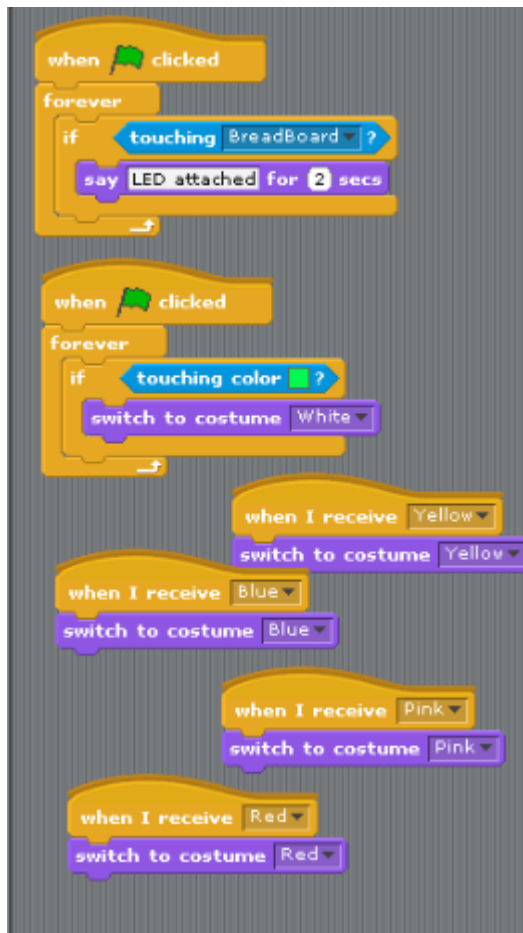 when clicked
forever
if touching BreadBoard ?
say LED attached for 2 secs
when clicked
forever
if touching color ?
switch to costume White
when I receive Yellow
switch to costume Yellow
when I receive Blue
switch to costume Blue
when I receive Pink
switch to costume Pink
when I receive Red
switch to costume Red